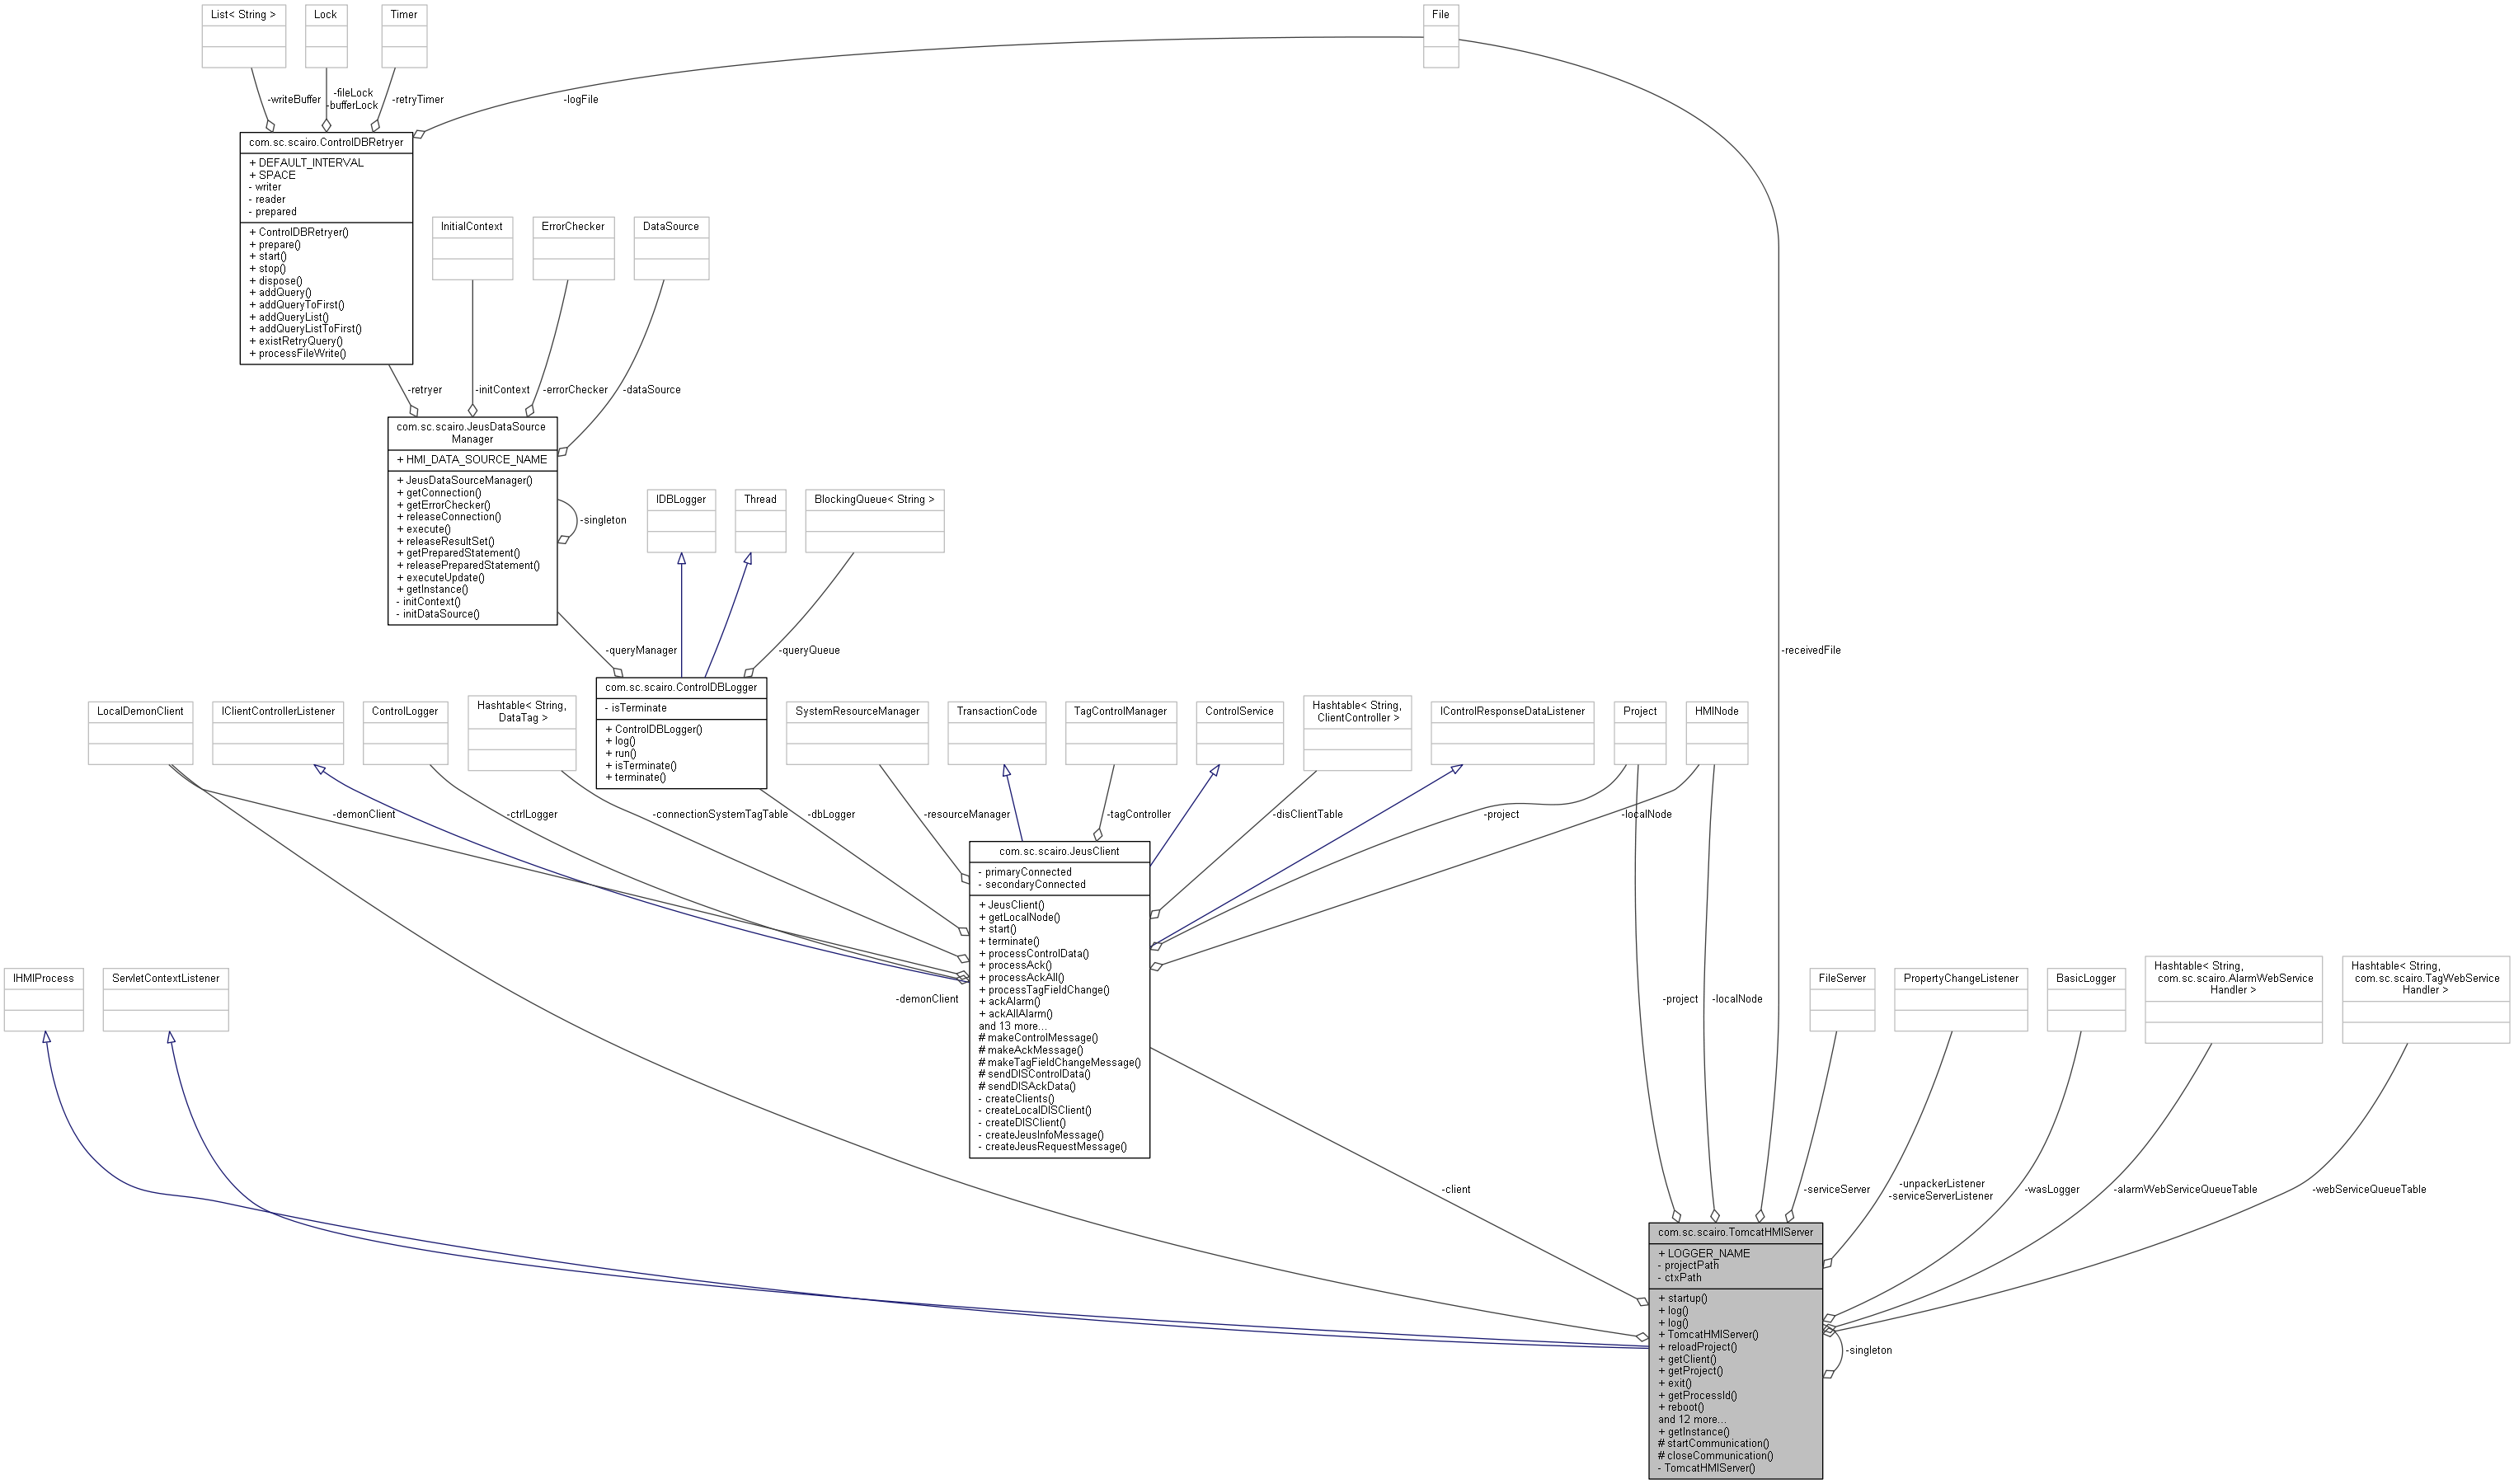 List< String >
Lock
Timer
File
-writeBuffer
-fileLock
-bufferLock
-retryTimer
-logFile
com.sc.scairo.ControlDBRetryer
+ DEFAULT_INTERVAL
+ SPACE
- writer
- reader
- prepared
+ ControlDBRetryer()
+ prepare()
+ start()
+ stop()
+ dispose()
+ addQuery()
+ addQueryToFirst()
+ addQueryList()
+ addQueryListToFirst()
+ existRetryQuery()
+ processFileWrite()
InitialContext
ErrorChecker
DataSource
-retryer
-initContext
-errorChecker
-dataSource
com.sc.scairo.JeusDataSource
Manager
+ HMI_DATA_SOURCE_NAME
+ JeusDataSourceManager()
+ getConnection()
+ getErrorChecker()
+ releaseConnection()
+ execute()
+ releaseResultSet()
+ getPreparedStatement()
+ releasePreparedStatement()
+ executeUpdate()
+ getInstance()
- initContext()
- initDataSource()
-singleton
IDBLogger
Thread
BlockingQueue< String >
-queryManager
-queryQueue
-receivedFile
com.sc.scairo.ControlDBLogger
- isTerminate
+ ControlDBLogger()
+ log()
+ run()
+ isTerminate()
+ terminate()
LocalDemonClient
IClientControllerListener
ControlLogger
Hashtable< String,
DataTag >
SystemResourceManager
TransactionCode
TagControlManager
ControlService
Hashtable< String,
ClientController >
IControlResponseDataListener
Project
HMINode
-demonClient
-ctrlLogger
-connectionSystemTagTable
-dbLogger
-resourceManager
-tagController
-disClientTable
-project
-localNode
com.sc.scairo.JeusClient
- primaryConnected
- secondaryConnected
+ JeusClient()
+ getLocalNode()
+ start()
+ terminate()
+ processControlData()
+ processAck()
+ processAckAll()
+ processTagFieldChange()
+ ackAlarm()
+ ackAllAlarm()
and 13 more...
# makeControlMessage()
# makeAckMessage()
# makeTagFieldChangeMessage()
# sendDISControlData()
# sendDISAckData()
- createClients()
- createLocalDISClient()
- createDISClient()
- createJeusInfoMessage()
- createJeusRequestMessage()
IHMIProcess
ServletContextListener
-demonClient
-project
-localNode
FileServer
PropertyChangeListener
BasicLogger
Hashtable< String,
com.sc.scairo.AlarmWebService
Handler >
Hashtable< String,
com.sc.scairo.TagWebService
Handler >
-client
-serviceServer
-unpackerListener
-serviceServerListener
-wasLogger
-alarmWebServiceQueueTable
-webServiceQueueTable
com.sc.scairo.TomcatHMIServer
+ LOGGER_NAME
- projectPath
- ctxPath
+ startup()
+ log()
+ log()
+ TomcatHMIServer()
+ reloadProject()
+ getClient()
+ getProject()
+ exit()
+ getProcessId()
+ reboot()
and 12 more...
+ getInstance()
# startCommunication()
# closeCommunication()
- TomcatHMIServer()
-singleton